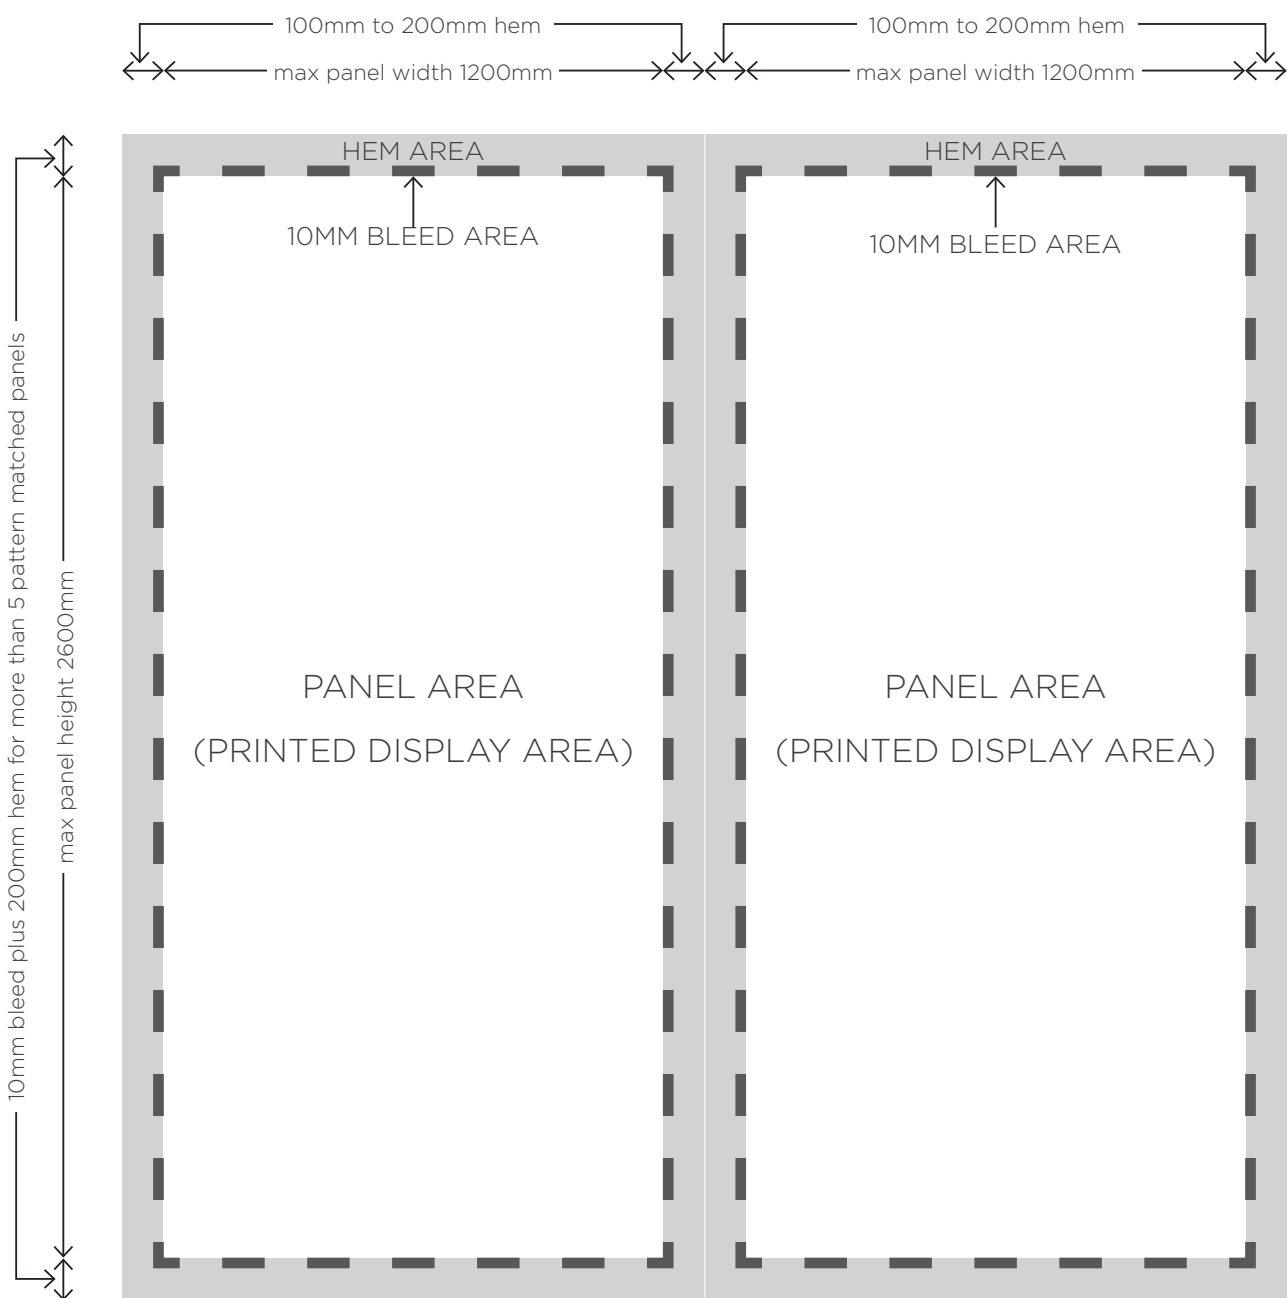 100mm to 200mm hem
100mm to 200mm hem
max panel width 1200mm
max panel width 1200mm
HEM AREA
HEM AREA
10MM BLEED AREA
10MM BLEED AREA
10mm bleed plus 200mm hem for more than 5 pattern matched panels
max panel height 2600mm
PANEL AREA
(PRINTED DISPLAY AREA)
PANEL AREA
(PRINTED DISPLAY AREA)